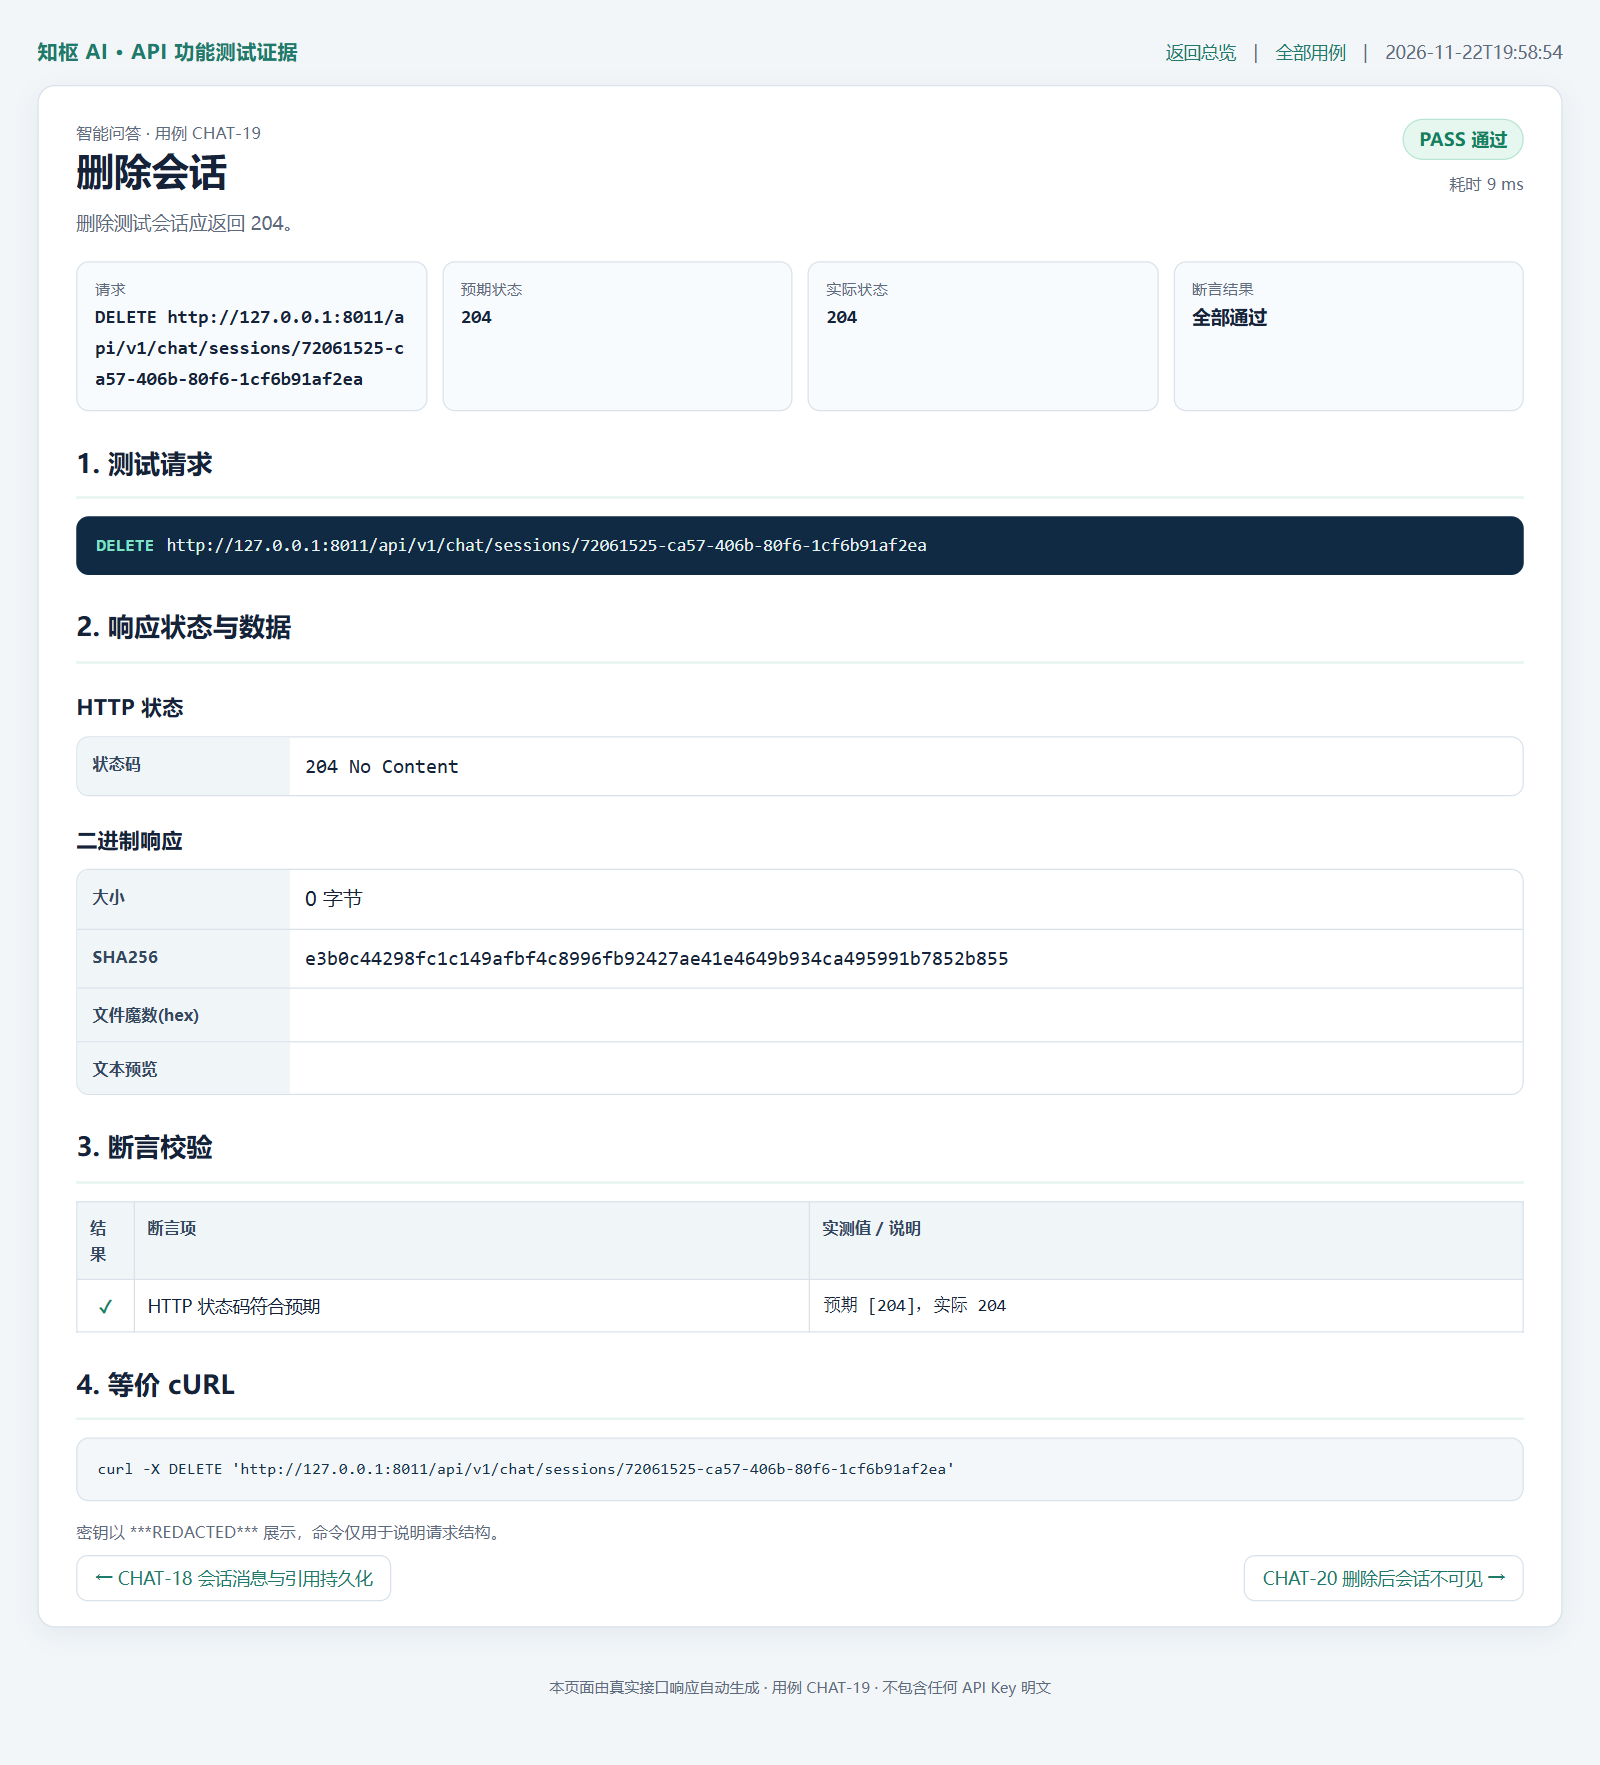 知枢 AI · API 功能测试证据
返回总览 | 全部用例 | 2026-11-22T19:58:54
智能问答 · 用例 CHAT-19
删除会话
删除测试会话应返回 204。
PASS 通过
耗时 9 ms
请求
DELETE http://127.0.0.1:8011/a
pi/v1/chat/sessions/72061525-c
a57-406b-80f6-1cf6b91af2ea
预期状态
204
实际状态
204
断言结果
全部通过
1. 测试请求
DELETE http://127.0.0.1:8011/api/v1/chat/sessions/72061525-ca57-406b-80f6-1cf6b91af2ea
2. 响应状态与数据
HTTP 状态
状态码 204 No Content
二进制响应
大小 0 字节
SHA256 e3b0c44298fc1c149afbf4c8996fb92427ae41e4649b934ca495991b7852b855
文件魔数(hex)
文本预览
3. 断言校验
结
果
断言项
实测值 / 说明
✓ HTTP 状态码符合预期 预期 [204]，实际 204
4. 等价 cURL
curl -X DELETE 'http://127.0.0.1:8011/api/v1/chat/sessions/72061525-ca57-406b-80f6-1cf6b91af2ea'
密钥以 ***REDACTED*** 展示，命令仅用于说明请求结构。
← CHAT-18 会话消息与引用持久化
CHAT-20 删除后会话不可见 →
本页面由真实接口响应自动生成 · 用例 CHAT-19 · 不包含任何 API Key 明文